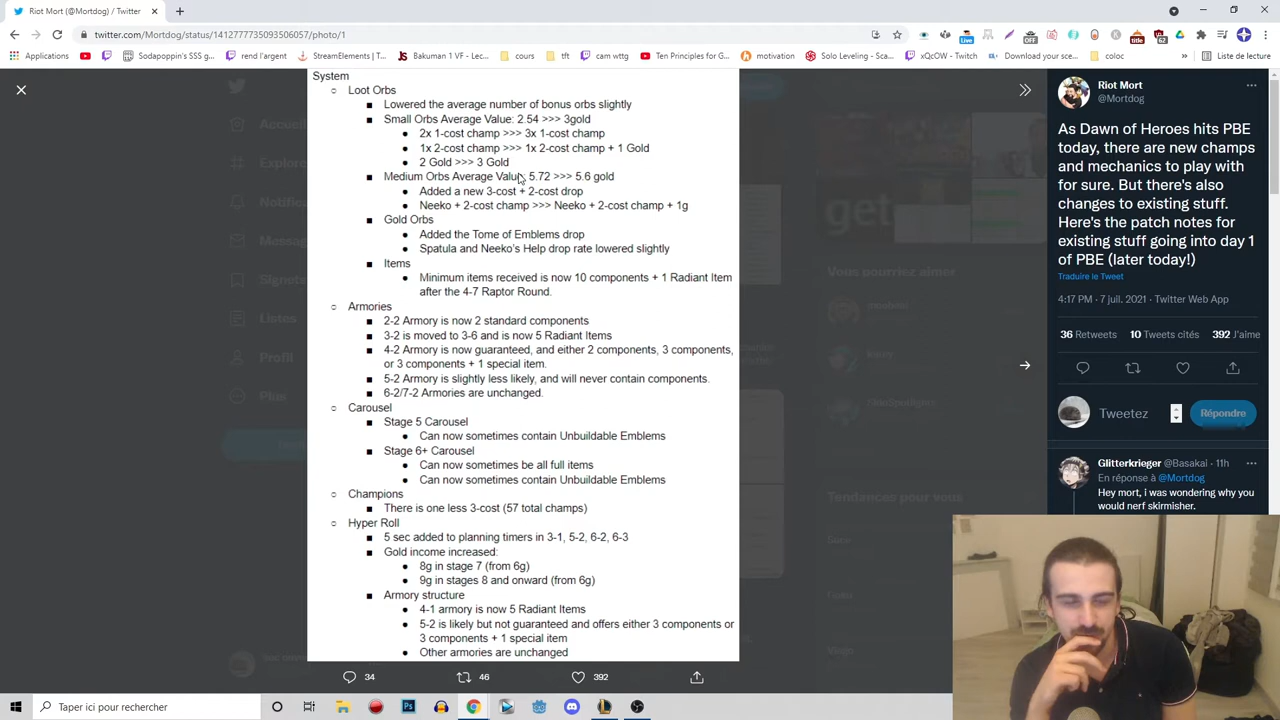 Riot Mort (@Mortdog) / Twitter
twitter.com/Mortdog/status/1412777735093506057/photo/1
Applications
Sodapoppin's SSS g...
rend l'argent
StreamElements | T...
Bakuman 1 VF - Lec...
cours
tft
cam wttg
Ten Principles for G...
motivation
Solo Leveling - Sca...
xQcOW - Twitch
Download your sce...
coloc
Liste de lecture
System
Loot Orbs
Lowered the average number of bonus orbs slightly
Small Orbs Average Value: 2.54 >>> 3gold
2x 1-cost champ >>> 3x 1-cost champ
1x 2-cost champ >>> 1x 2-cost champ + 1 Gold
2 Gold >>> 3 Gold
Medium Orbs Average Value: 5.72 >>> 5.6 gold
Added a new 3-cost + 2-cost drop
Neeko + 2-cost champ >>> Neeko + 2-cost champ + 1g
Gold Orbs
Added the Tome of Emblems drop
Spatula and Neeko's Help drop rate lowered slightly
Items
Minimum items received is now 10 components + 1 Radiant Item
after the 4-7 Raptor Round.
Armories
2-2 Armory is now 2 standard components
3-2 is moved to 3-6 and is now 5 Radiant Items
4-2 Armory is now guaranteed, and either 2 components, 3 components,
or 3 components + 1 special item.
5-2 Armory is slightly less likely, and will never contain components.
6-2/7-2 Armories are unchanged.
Carousel
Stage 5 Carousel
Can now sometimes contain Unbuildable Emblems
Stage 6+ Carousel
Can now sometimes be all full items
Can now sometimes contain Unbuildable Emblems
Champions
There is one less 3-cost (57 total champs)
Hyper Roll
5 sec added to planning timers in 3-1, 5-2, 6-2, 6-3
Gold income increased:
8g in stage 7 (from 6g)
9g in stages 8 and onward (from 6g)
Armory structure
4-1 armory is now 5 Radiant Items
5-2 is likely but not guaranteed and offers either 3 components or
3 components + 1 special item
Other armories are unchanged
34
46
392
Riot Mort
@Mortdog
As Dawn of Heroes hits PBE
today, there are new champs
and mechanics to play with
for sure. But there's also
changes to existing stuff.
Here's the patch notes for
existing stuff going into day 1
of PBE (later today!)
Traduire le Tweet
4:17 PM · 7 juil. 2021 · Twitter Web App
36 Retweets 10 Tweets cités 392 J'aime
Tweetez
Répondre
Glitterkrieger @Basakai · 11h
En réponse à @Mortdog
Hey mort, i was wondering why you
would nerf skirmisher.
Accueil
Explore
Messages
Signets
Listes
Profil
Plus
get
Vous pourriez aimer
Tendances pour vous
Taper ici pour rechercher